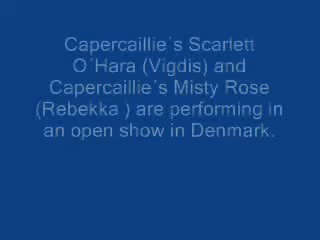 Capercaillie´s Scarlett
O´Hara (Vigdis) and
Capercaillie´s Misty Rose
(Rebekka ) are performing in
an open show in Denmark.